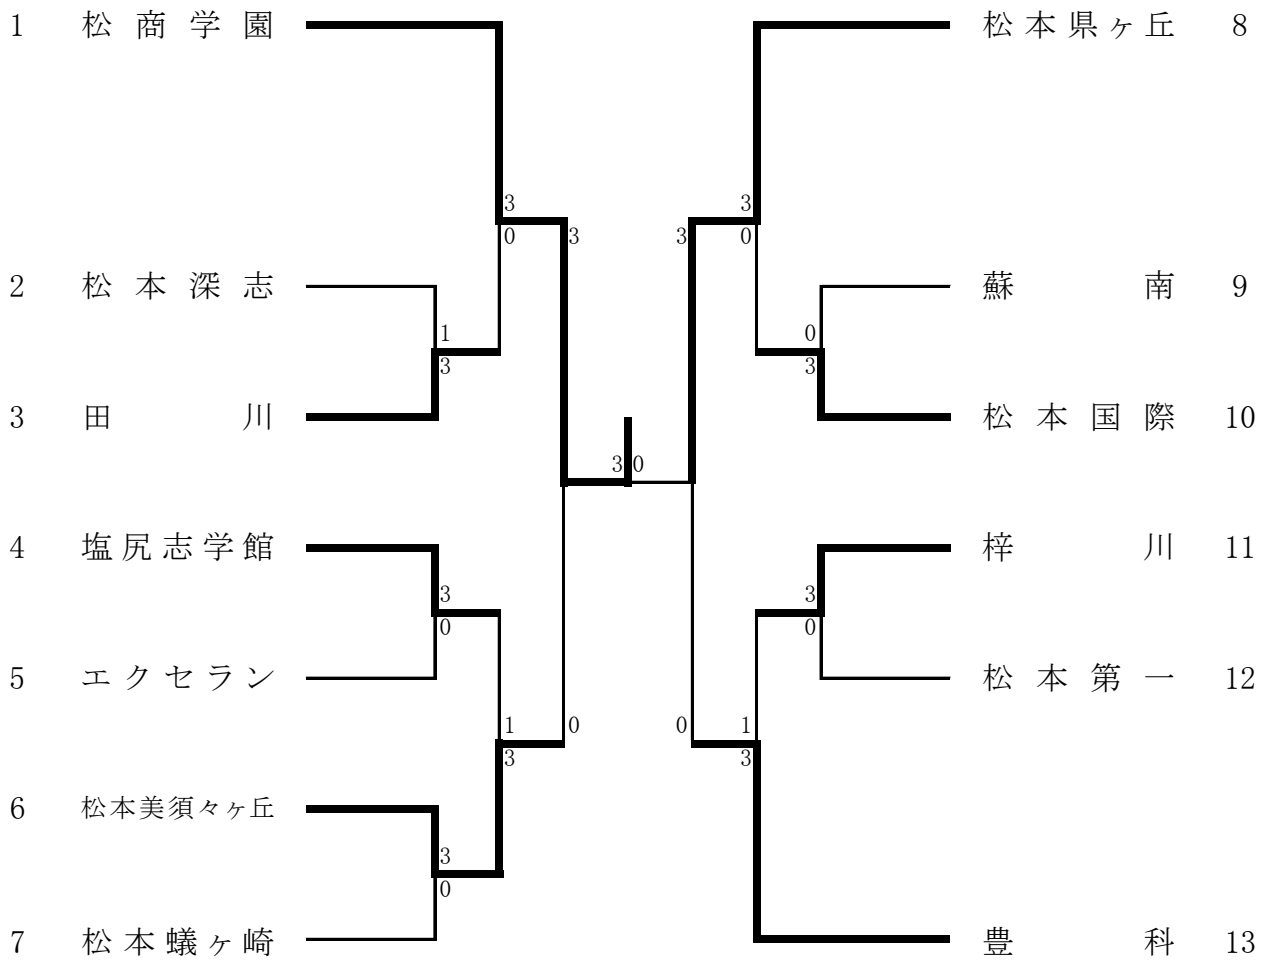 1 松商学園 松本県ヶ丘 8
3 3
0 3 3 0
2 松本深志 蘇南 9
1 0
3 3
3 田川 松本国際 10
3 0
4 塩尻志学館 梓川 11
3 3
0 0
5 エクセラン 松本第一 12
1 0 0 1
3 3
6 松本美須々ヶ丘
3
0
7 松本蟻ヶ崎 豊科 13